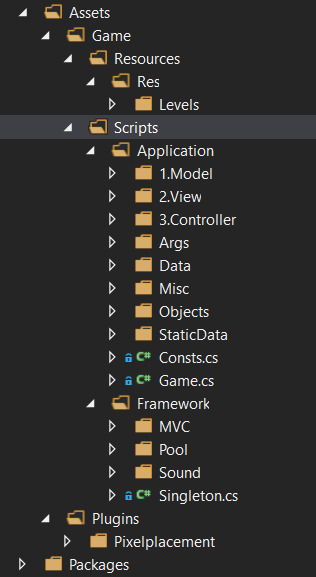 Assets
Game
Resources
Res
Levels
Scripts
Application
1.Model
2.View
3.Controller
Args
Data
Misc
Objects
StaticData
C# Consts.cs
C# Game.cs
Framework
MVC
Pool
Sound
C# Singleton.cs
Plugins
Pixelplacement
Packages